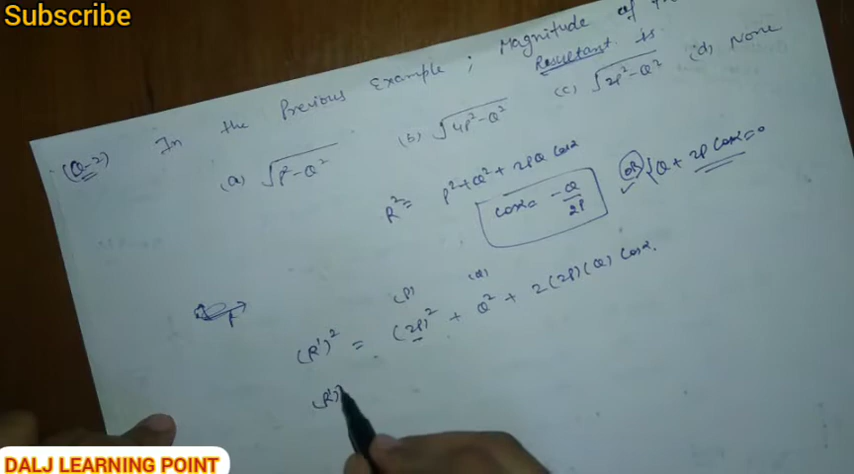 Subscribe
(Q-2) In the Previous Example; Magnitude of
Resultant is
(a) √P²-Q² (b) √4P²-Q² (c) √2P²-Q² (d) None
R² = P²+Q²+2PQ Cosα
Cosα = -Q/2P
(OR) Q + 2P Cosα = 0
(P) (Q)
(R')² = (2P)² + Q² + 2(2P)(Q) Cosα.
(R')
DALJ LEARNING POINT